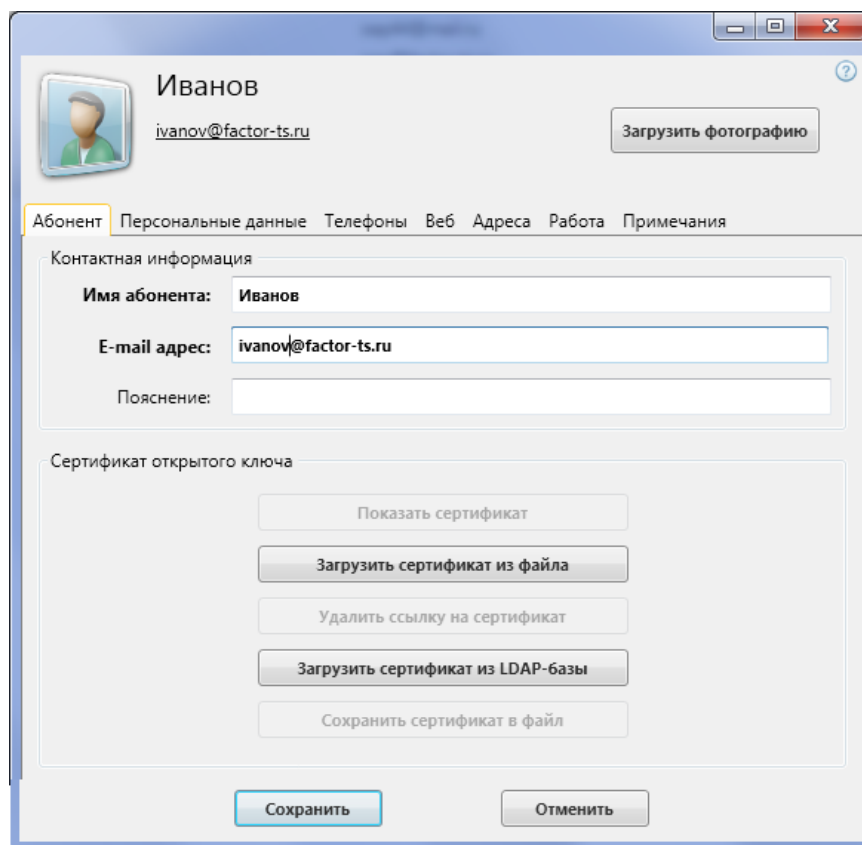 Иванов
ivanov@factor-ts.ru
Загрузить фотографию
Абонент Персональные данные Телефоны Веб Адреса Работа Примечания
Контактная информация
Имя абонента: Иванов
E-mail адрес: ivanov@factor-ts.ru
Пояснение:
Сертификат открытого ключа
Показать сертификат
Загрузить сертификат из файла
Удалить ссылку на сертификат
Загрузить сертификат из LDAP-базы
Сохранить сертификат в файл
Сохранить Отменить